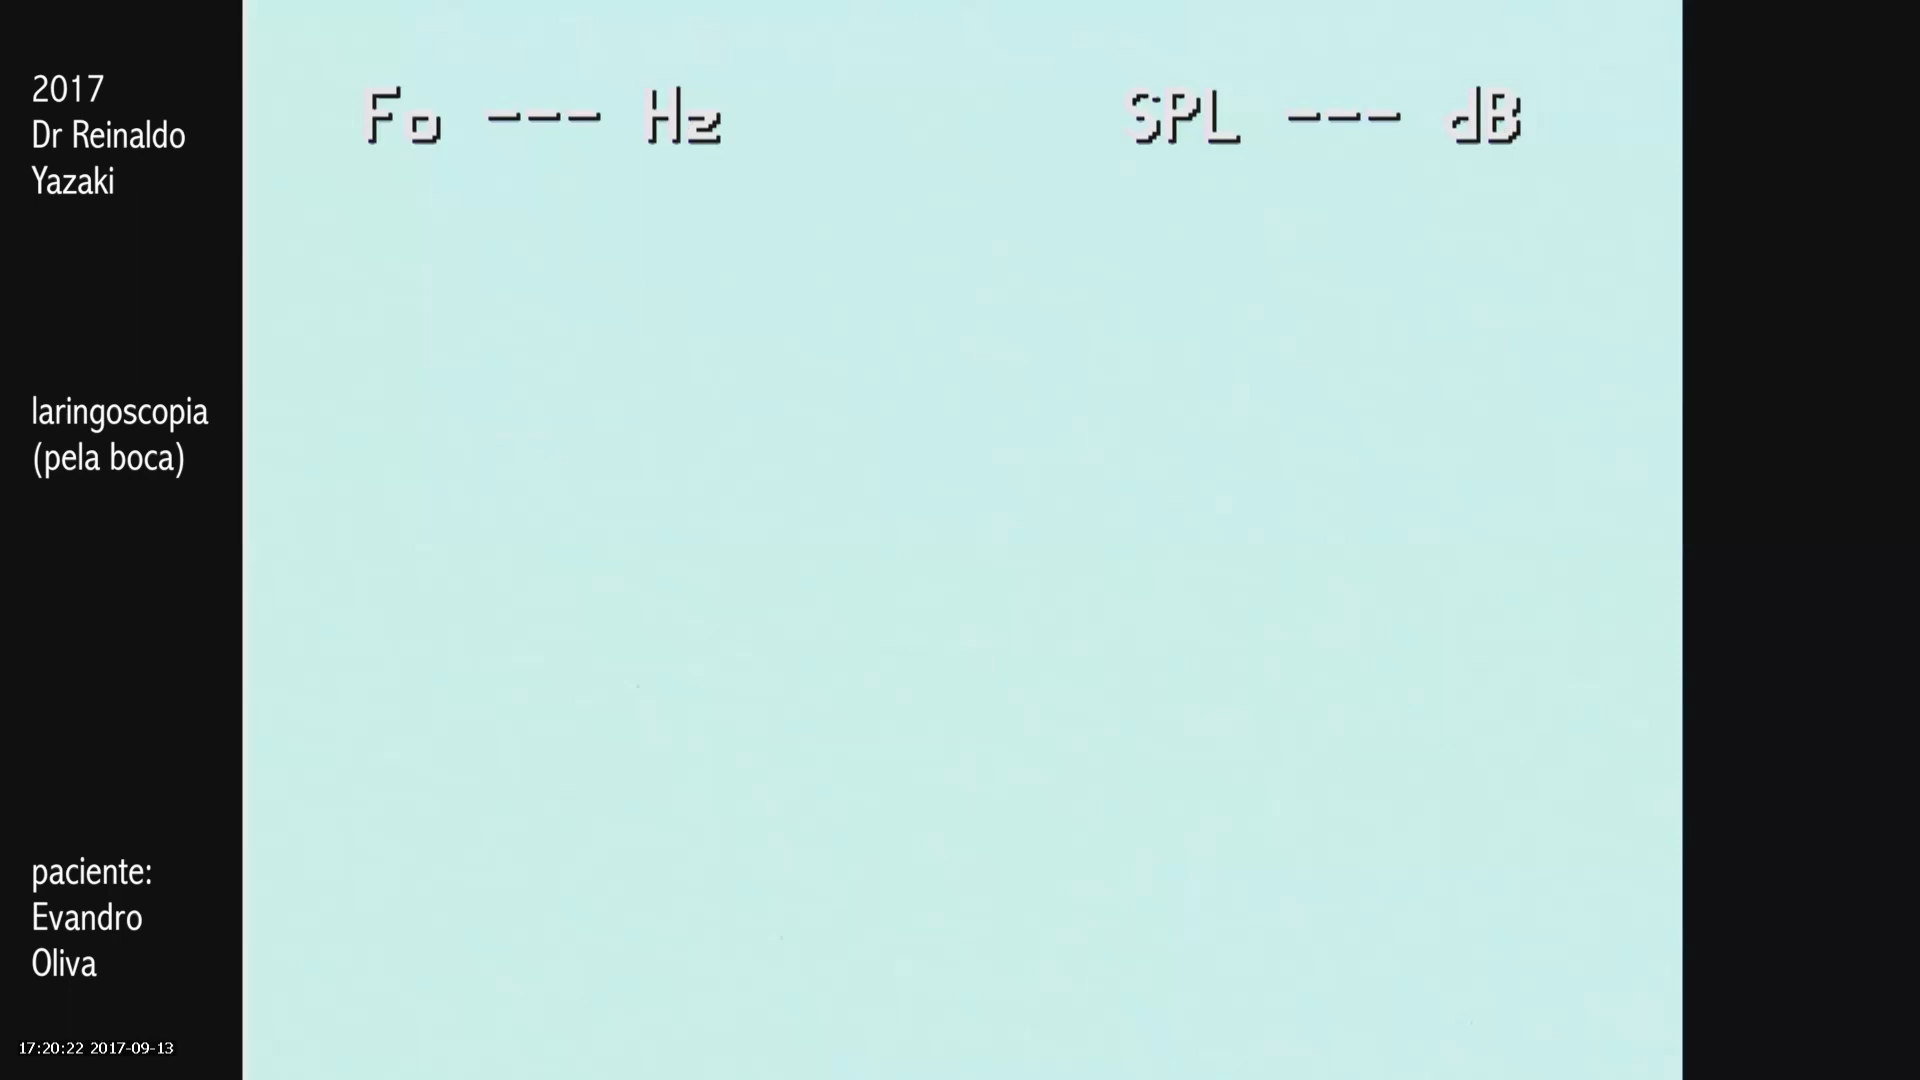 2017
Dr Reinaldo
Yazaki
Fo --- Hz
SPL --- dB
laringoscopia
(pela boca)
paciente:
Evandro
Oliva
17:20:22 2017-09-13